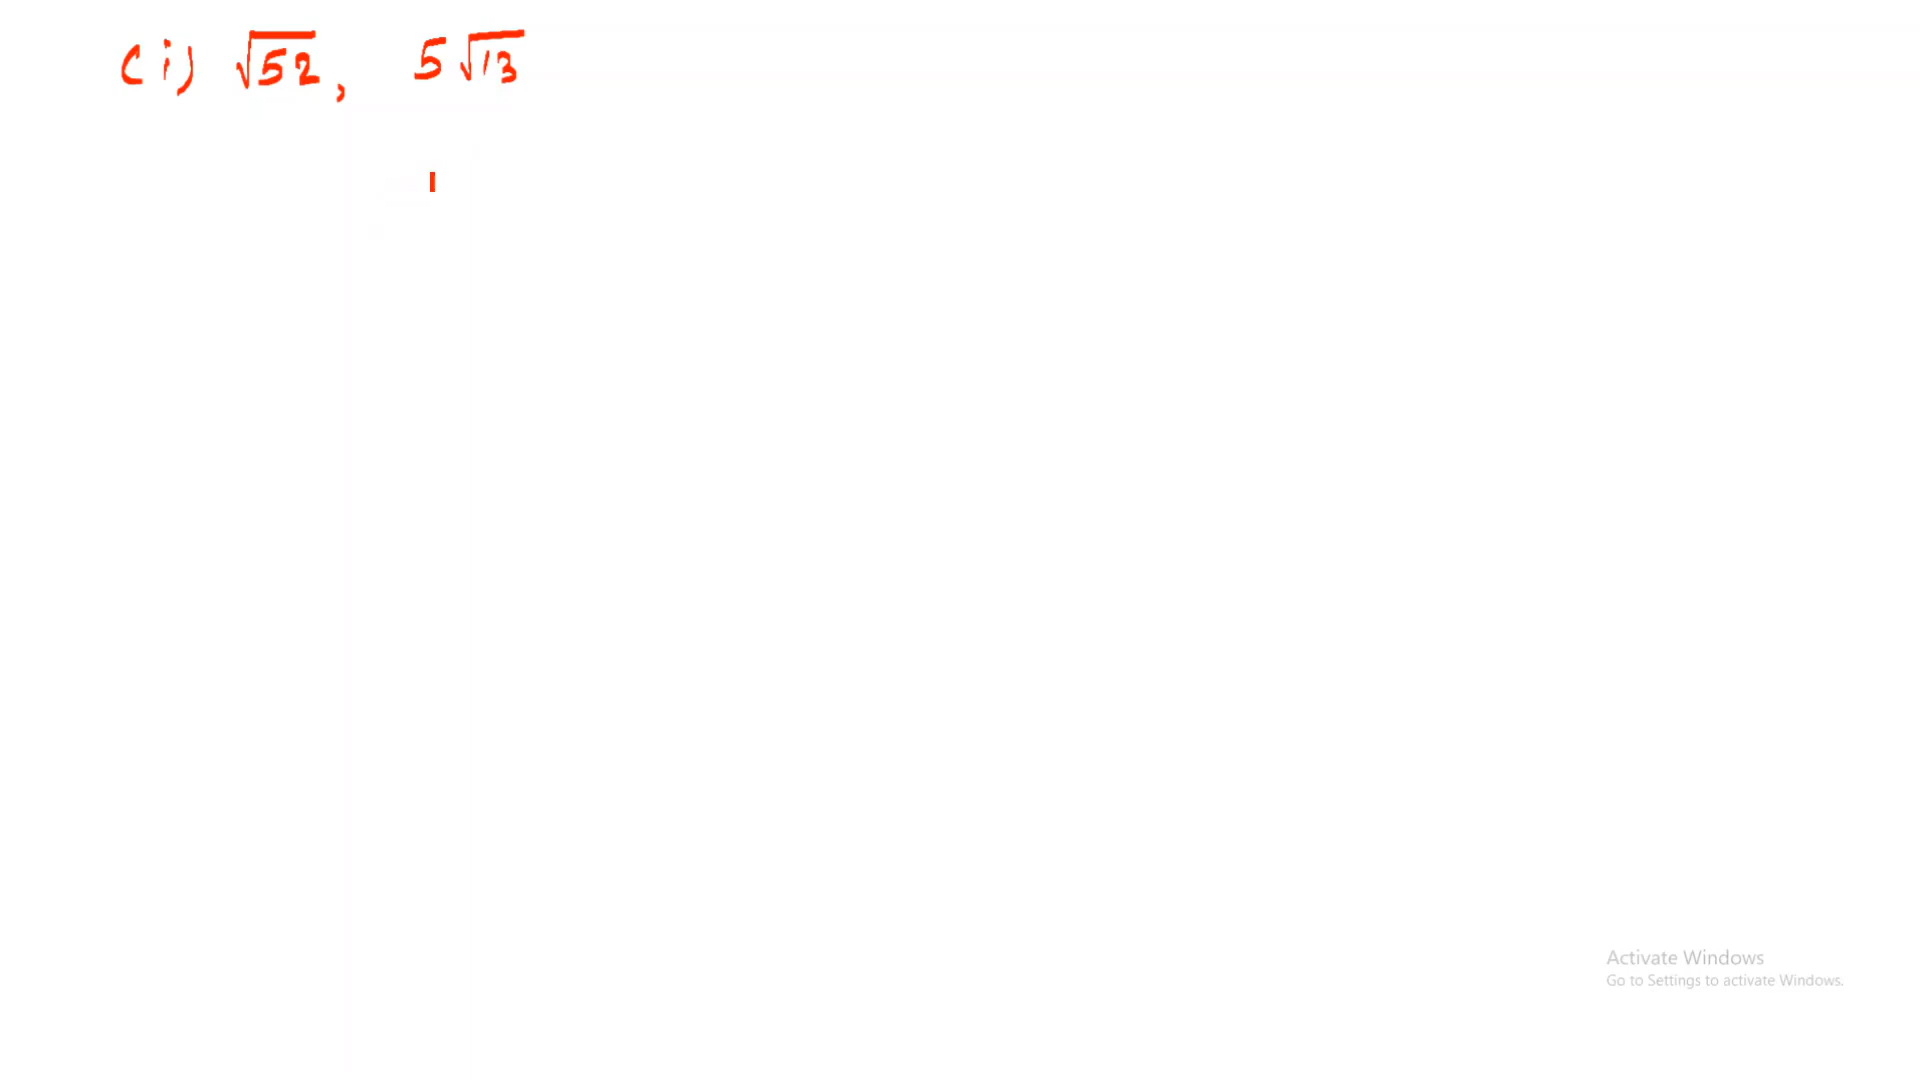 (i) √52, 5√13
Activate Windows
Go to Settings to activate Windows.